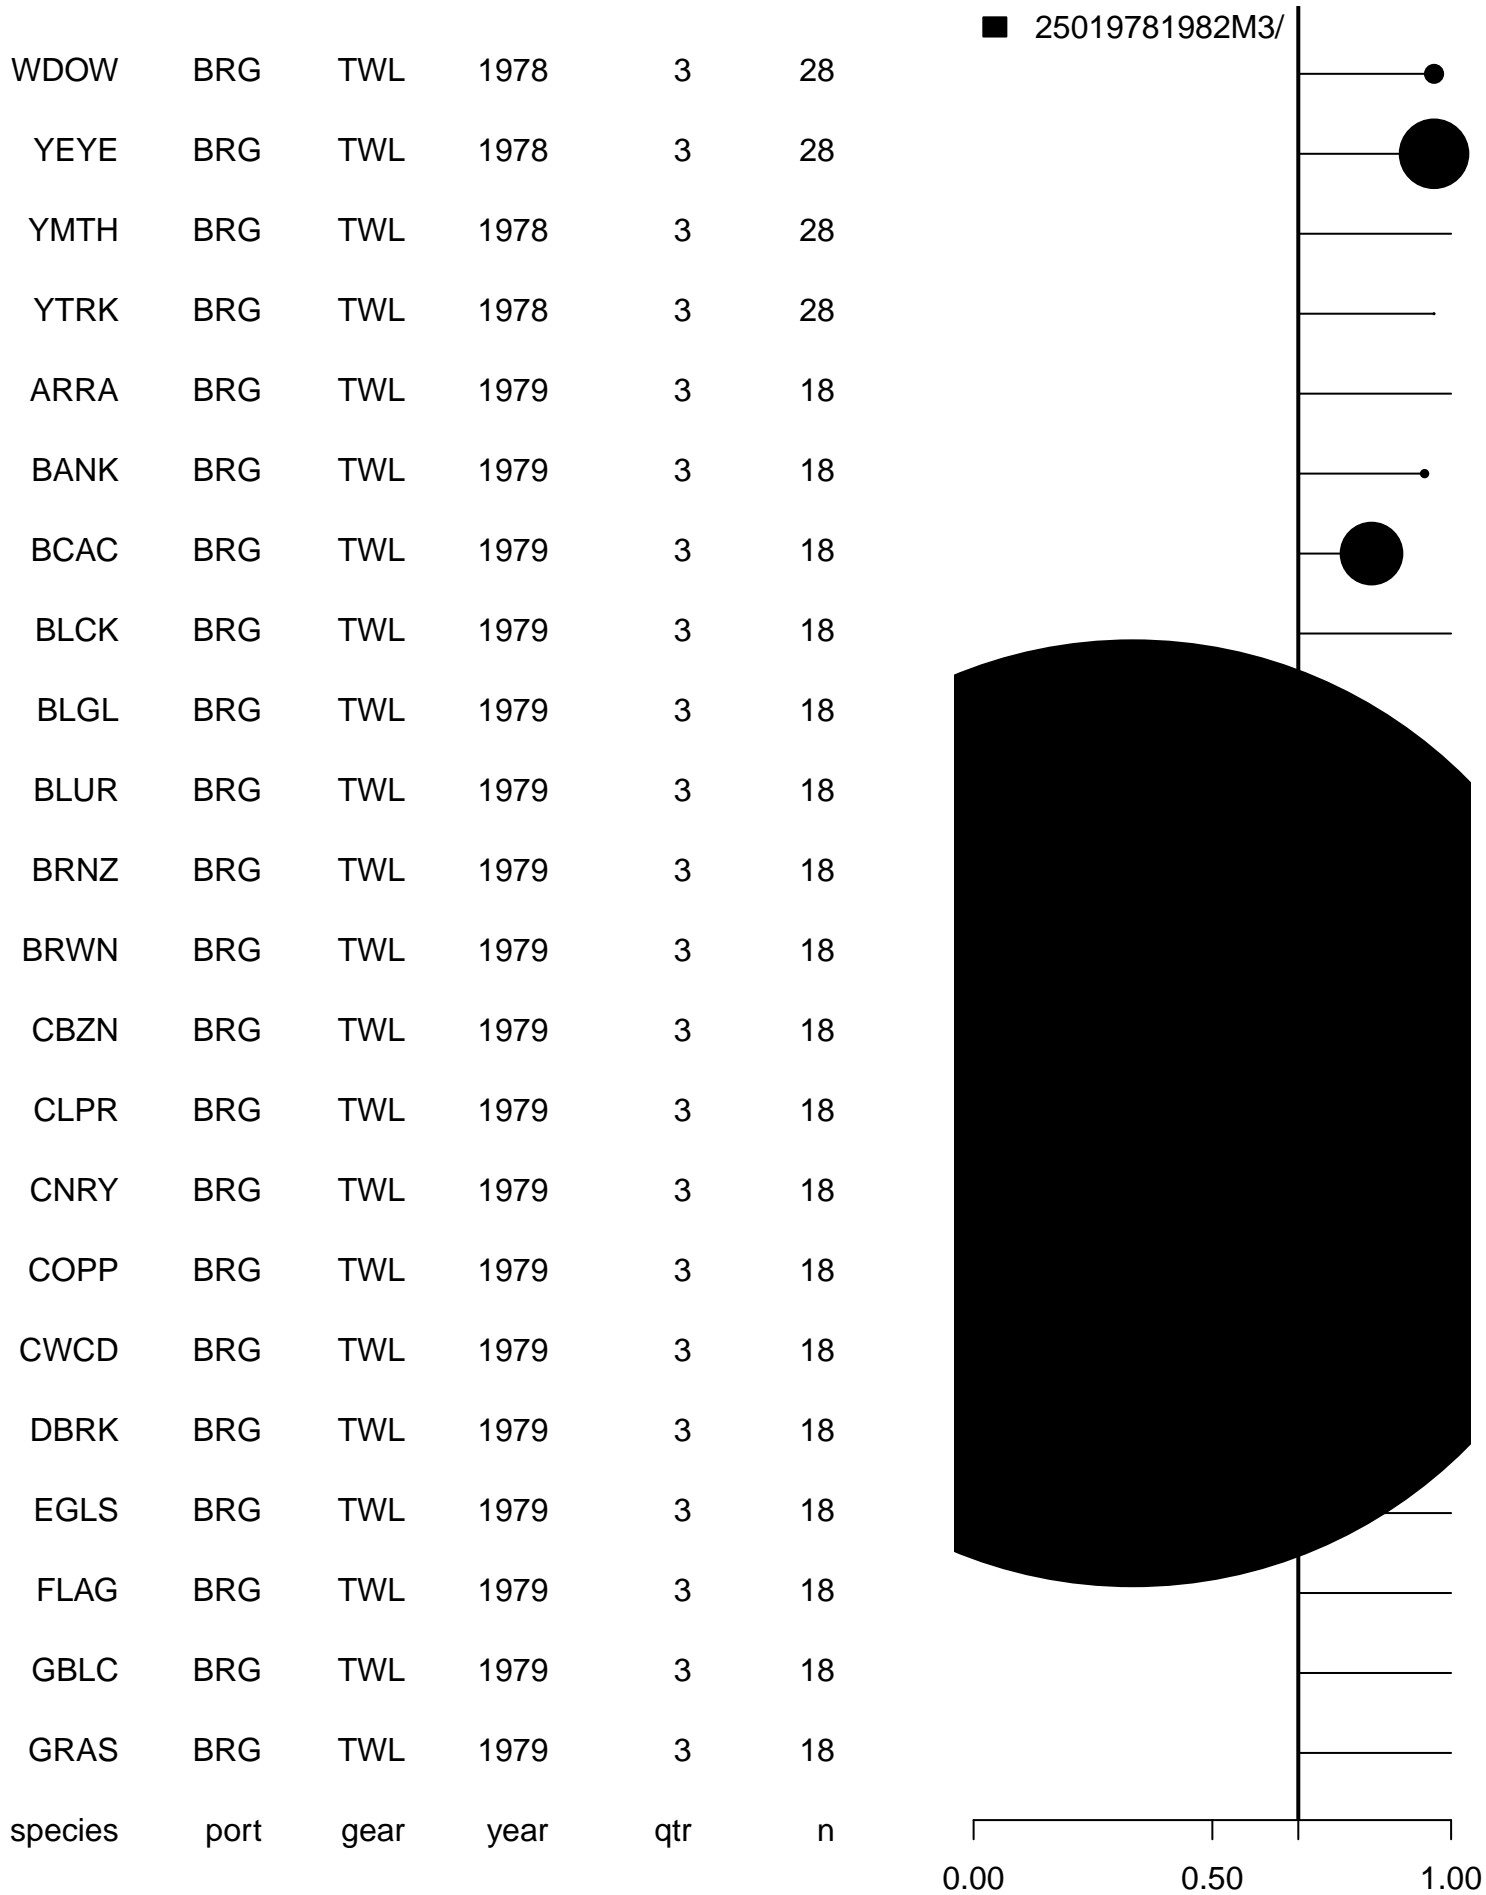 25019781982M3/
WDOW BRG TWL 1978 3 28
YEYE BRG TWL 1978 3 28
YMTH BRG TWL 1978 3 28
YTRK BRG TWL 1978 3 28
ARRA BRG TWL 1979 3 18
BANK BRG TWL 1979 3 18
BCAC BRG TWL 1979 3 18
BLCK BRG TWL 1979 3 18
BLGL BRG TWL 1979 3 18
BLUR BRG TWL 1979 3 18
BRNZ BRG TWL 1979 3 18
BRWN BRG TWL 1979 3 18
CBZN BRG TWL 1979 3 18
CLPR BRG TWL 1979 3 18
CNRY BRG TWL 1979 3 18
COPP BRG TWL 1979 3 18
CWCD BRG TWL 1979 3 18
DBRK BRG TWL 1979 3 18
EGLS BRG TWL 1979 3 18
FLAG BRG TWL 1979 3 18
GBLC BRG TWL 1979 3 18
GRAS BRG TWL 1979 3 18
species port gear year qtr n
0.00 0.50 1.00